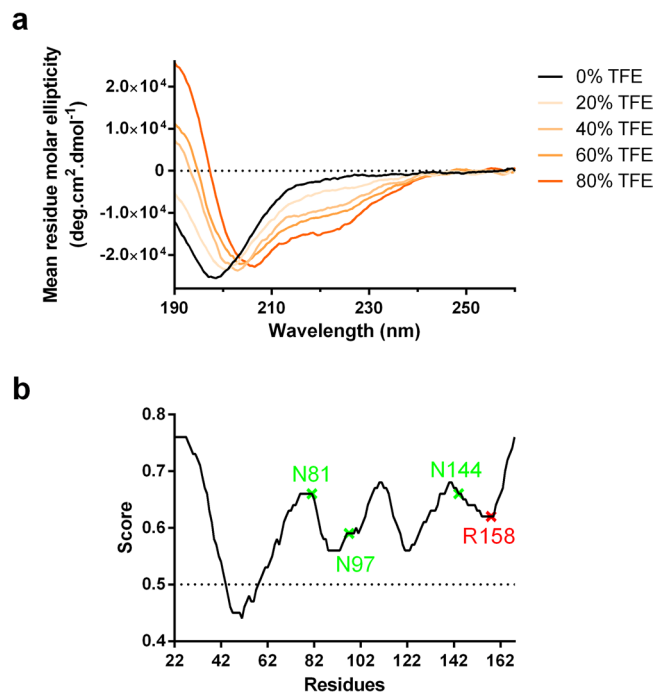 a
Mean residue molar ellipticity
(deg.cm².dmol⁻¹)
2.0×10⁴
1.0×10⁴
0
-1.0×10⁴
-2.0×10⁴
190
210
230
250
Wavelength (nm)
0% TFE
20% TFE
40% TFE
60% TFE
80% TFE
b
Score
0.8
0.7
0.6
0.5
0.4
N81
N97
N144
R158
22
42
62
82
102
122
142
162
Residues